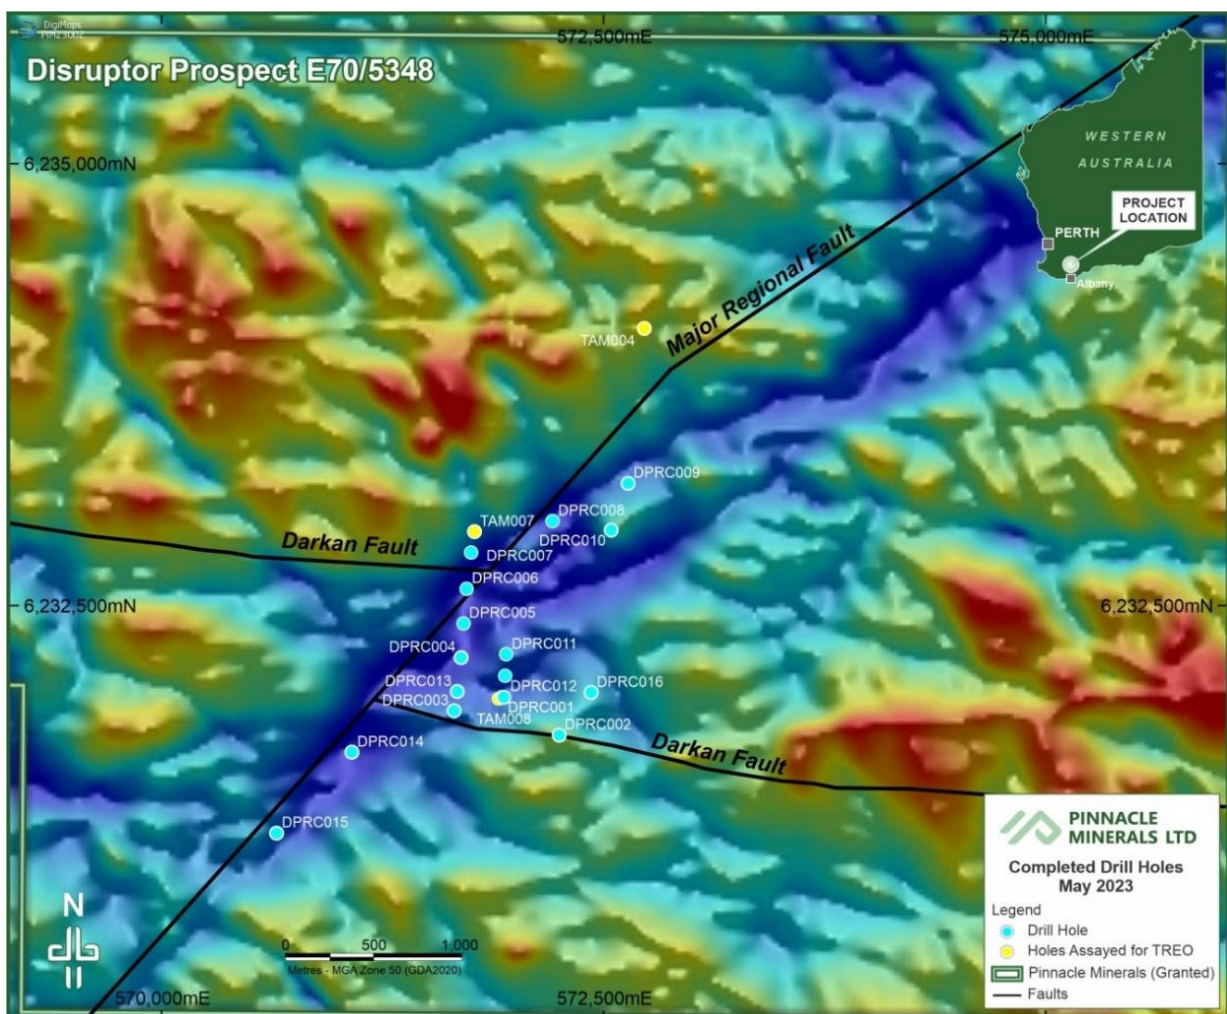 DigiMaps
PIM23002
572,500mE
575,000mE
Disruptor Prospect E70/5348
WESTERN
AUSTRALIA
6,235,000mN
PROJECT
LOCATION
PERTH
Albany
Major Regional Fault
TAM004
DPRC009
TAM007
DPRC008
DPRC010
Darkan Fault
DPRC007
DPRC006
6,232,500mN
6,232,500mN
DPRC005
DPRC011
DPRC004
DPRC013
DPRC012
DPRC016
DPRC003
DPRC001
TAM008
DPRC002
DPRC014
Darkan Fault
DPRC015
PINNACLE
MINERALS LTD
Completed Drill Holes
May 2023
Legend
Drill Hole
Holes Assayed for TREO
Pinnacle Minerals (Granted)
Faults
N
0 500 1,000
Metres - MGA Zone 50 (GDA2020)
570,000mE
572,500mE